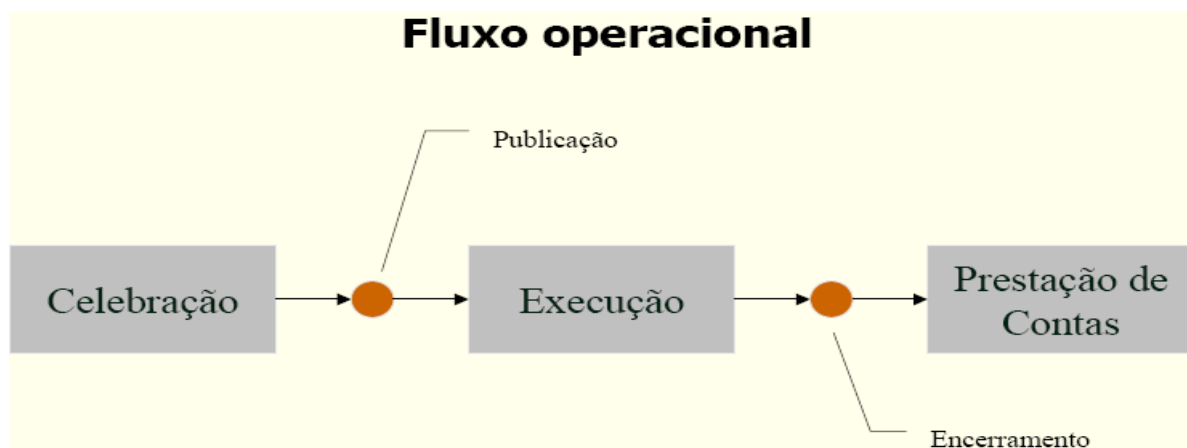 Fluxo operacional
Publicação
Celebração
Execução
Prestação de
Contas
Encerramento